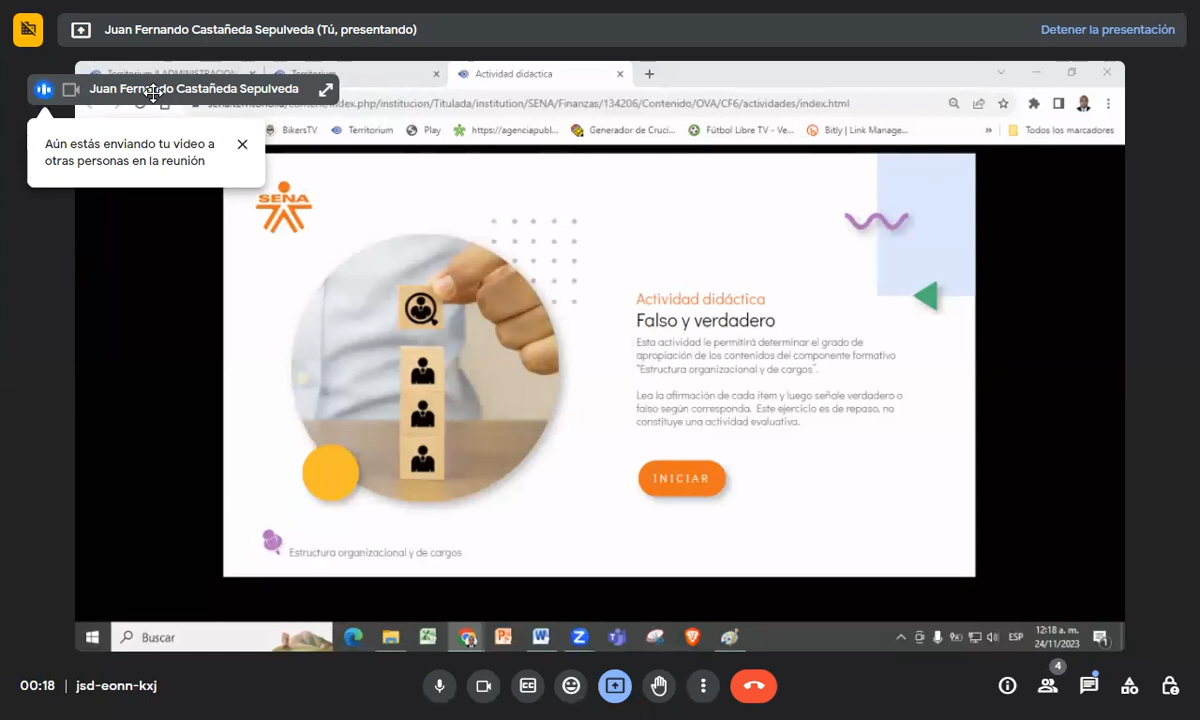 Juan Fernando Castañeda Sepulveda (Tú, presentando)
Detener la presentación
Territorium
Actividad didáctica
Juan Fernando Castañeda Sepulveda
index.php/institucion/Titulada/institution/SENA/Finanzas/134206/Contenido/OVA/CF6/actividades/index.html
BikersTV
Territorium
Play
https://agenciapubl...
Generador de Cruci...
Fútbol Libre TV - Ve...
Bitly | Link Manage...
»
Todos los marcadores
Aún estás enviando tu video a
otras personas en la reunión
SENA
Actividad didáctica
Falso y verdadero
Esta actividad le permitirá determinar el grado de
apropiación de los contenidos del componente formativo
“Estructura organizacional y de cargos”.
Lea la afirmación de cada ítem y luego señale verdadero o
falso según corresponda. Este ejercicio es de repaso, no
constituye una actividad evaluativa.
INICIAR
Estructura organizacional y de cargos
Buscar
ESP
12:18 a. m.
24/11/2023
1
00:18 | jsd-eonn-kxj
4